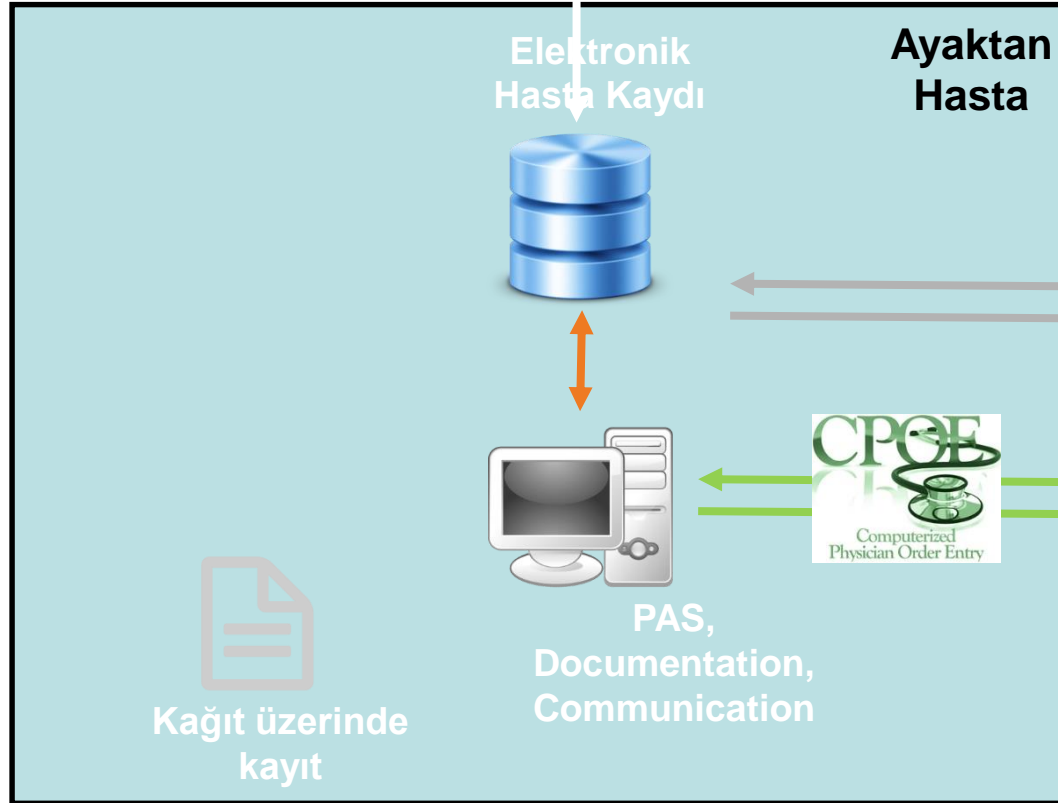 Elektronik
Hasta Kaydı
Ayaktan
Hasta
CPOE
Computerized
Physician Order Entry
PAS,
Documentation,
Communication
Kağıt üzerinde
kayıt